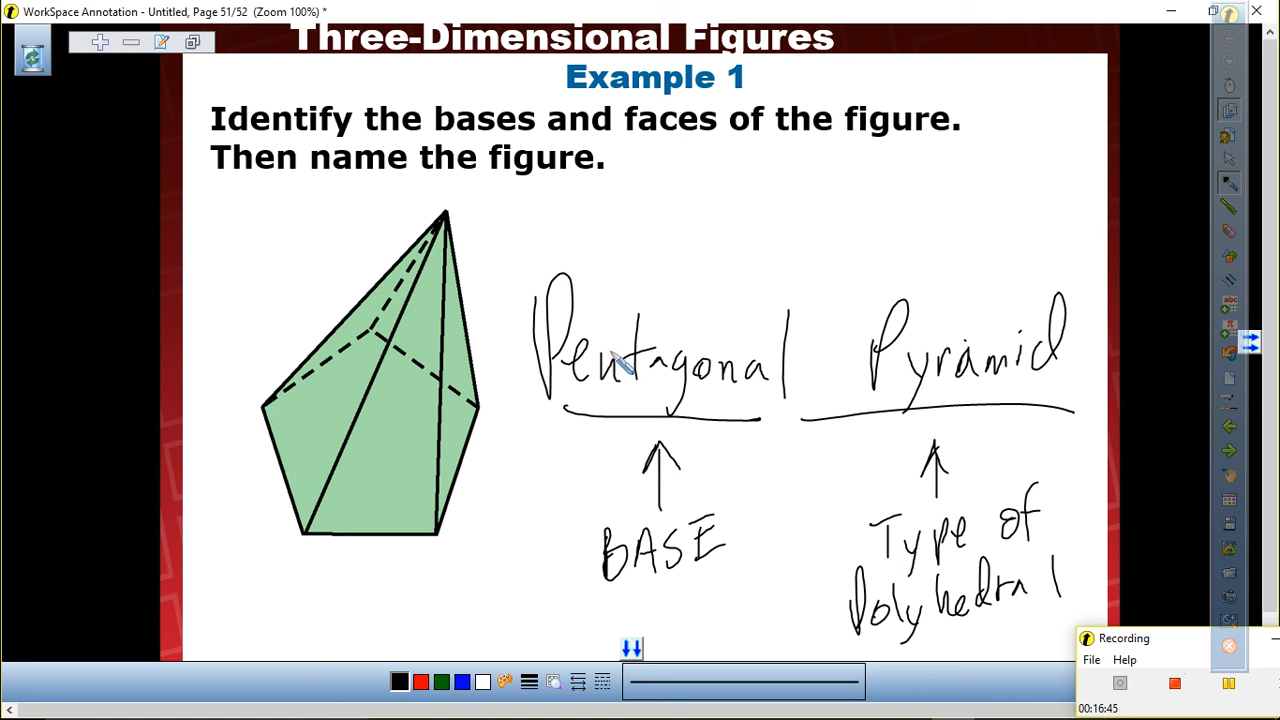 WorkSpace Annotation - Untitled, Page 51/52 (Zoom 100%) *
Three-Dimensional Figures
Example 1
Identify the bases and faces of the figure.
Then name the figure.
Pentagonal Pyramid
BASE
Type of
Polyhedral
Recording
File Help
00:16:45